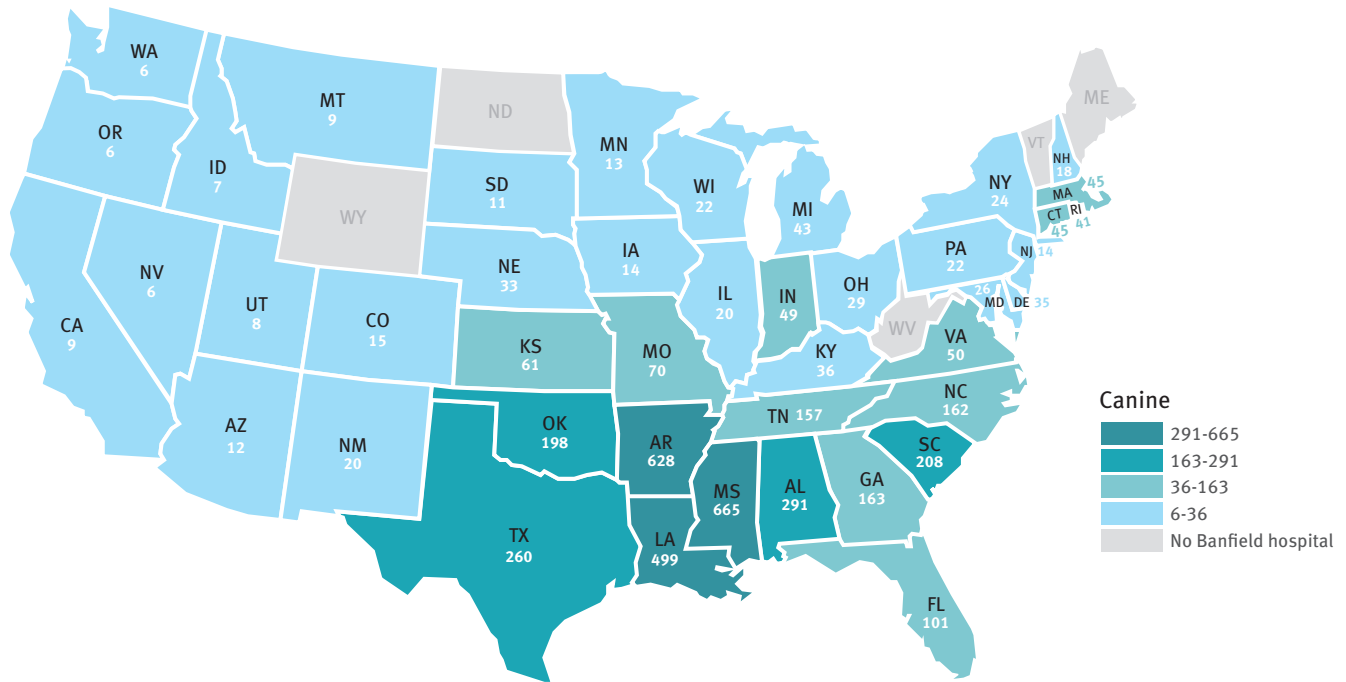 WA
6
OR
6
ID
7
MT
9
ND
WY
SD
11
MN
13
WI
22
MI
43
NY
24
VT
NH
18
ME
MA
45
CT
45
RI
41
NV
6
UT
8
CA
9
CO
15
NE
33
IA
14
IL
20
IN
49
OH
29
PA
22
NJ 14
MD
26
DE 35
WV
VA
50
KS
61
MO
70
KY
36
AZ
12
NM
20
OK
198
AR
628
TN 157
NC
162
SC
208
TX
260
LA
499
MS
665
AL
291
GA
163
FL
101
Canine
291-665
163-291
36-163
6-36
No Banfield hospital